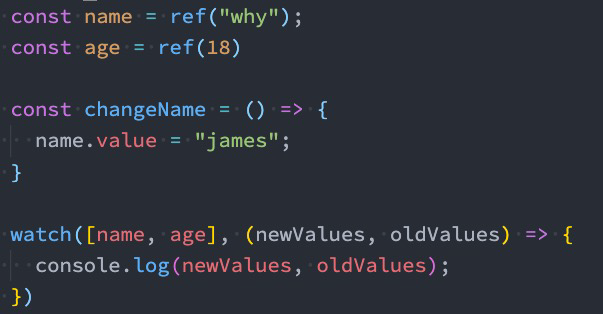 const name = ref("why");
const age = ref(18)
const changeName = () => {
name.value = "james";
}
watch([name, age], (newValues, oldValues) => {
console.log(newValues, oldValues);
})